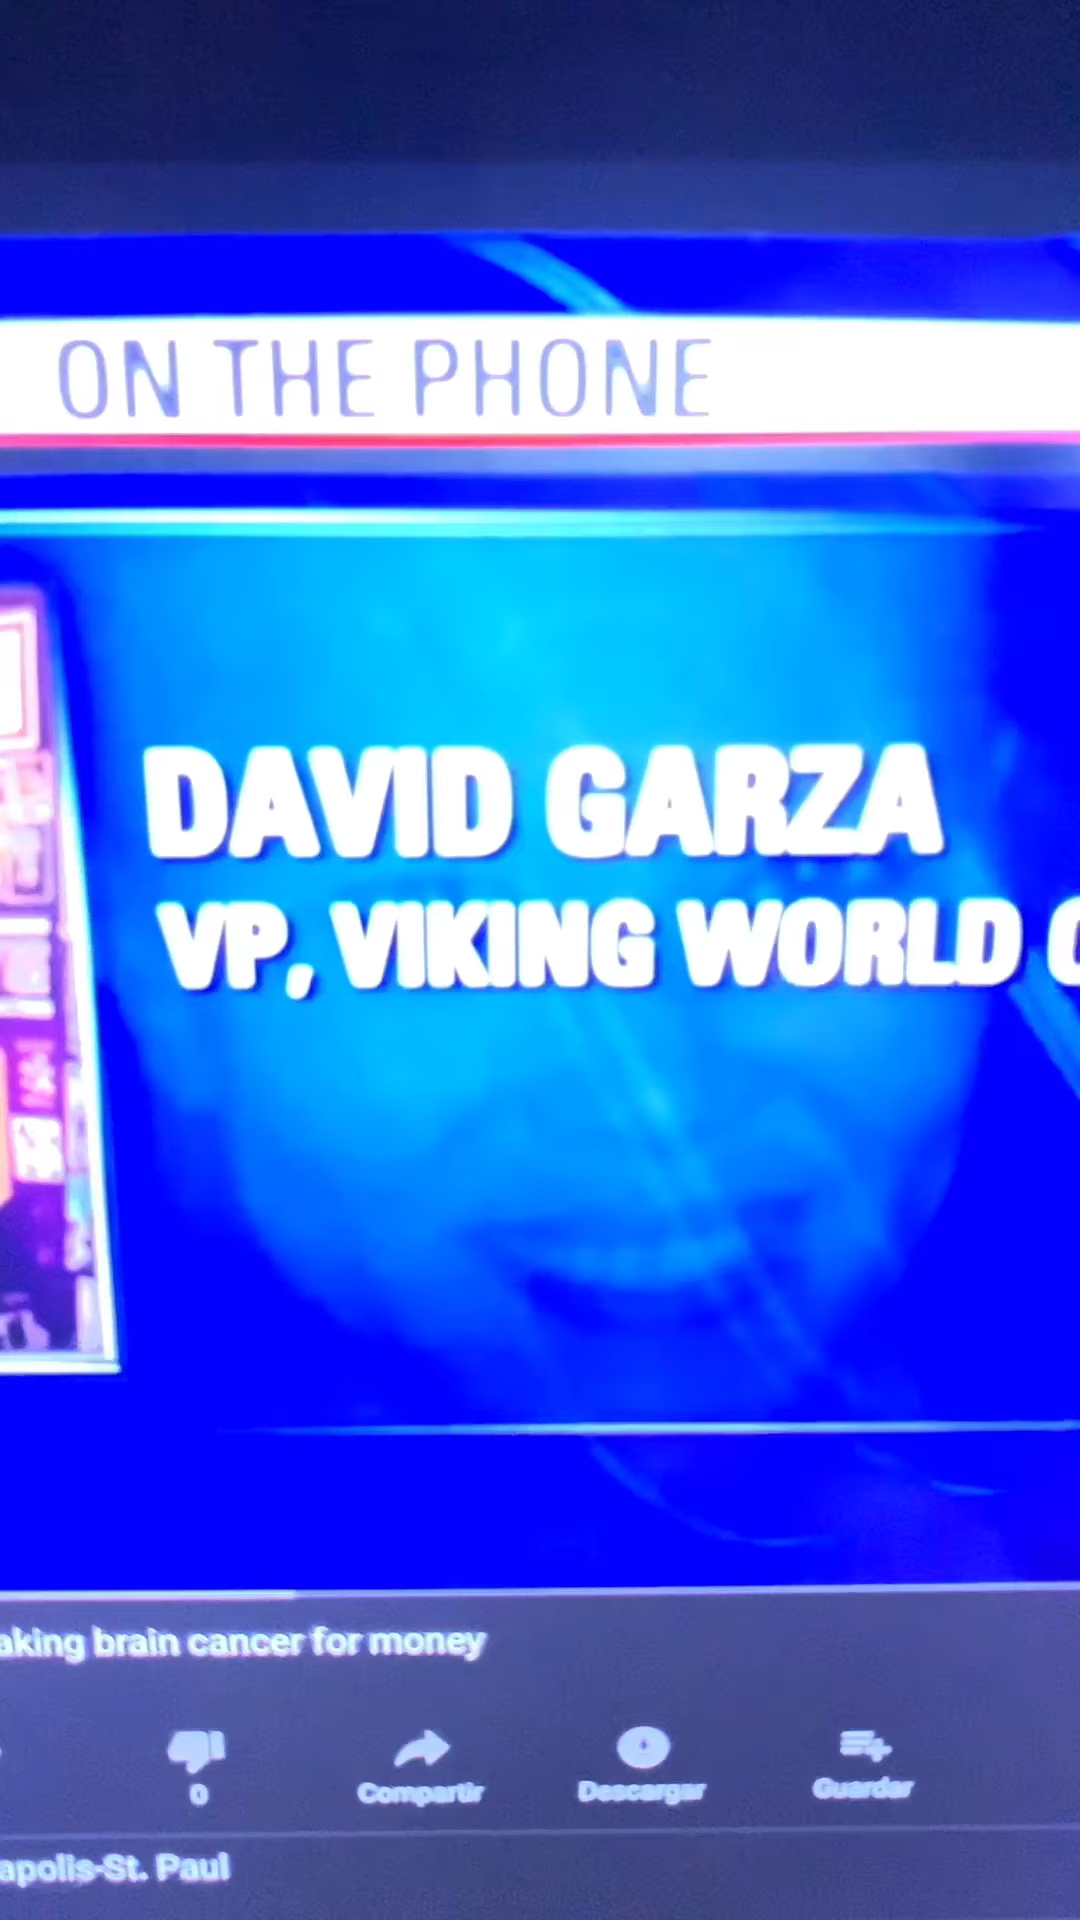 ON THE PHONE
DAVID GARZA
VP, VIKING WORLD
brain cancer for money
0
Compartir
Descargar
Guardar
apolis-St. Paul